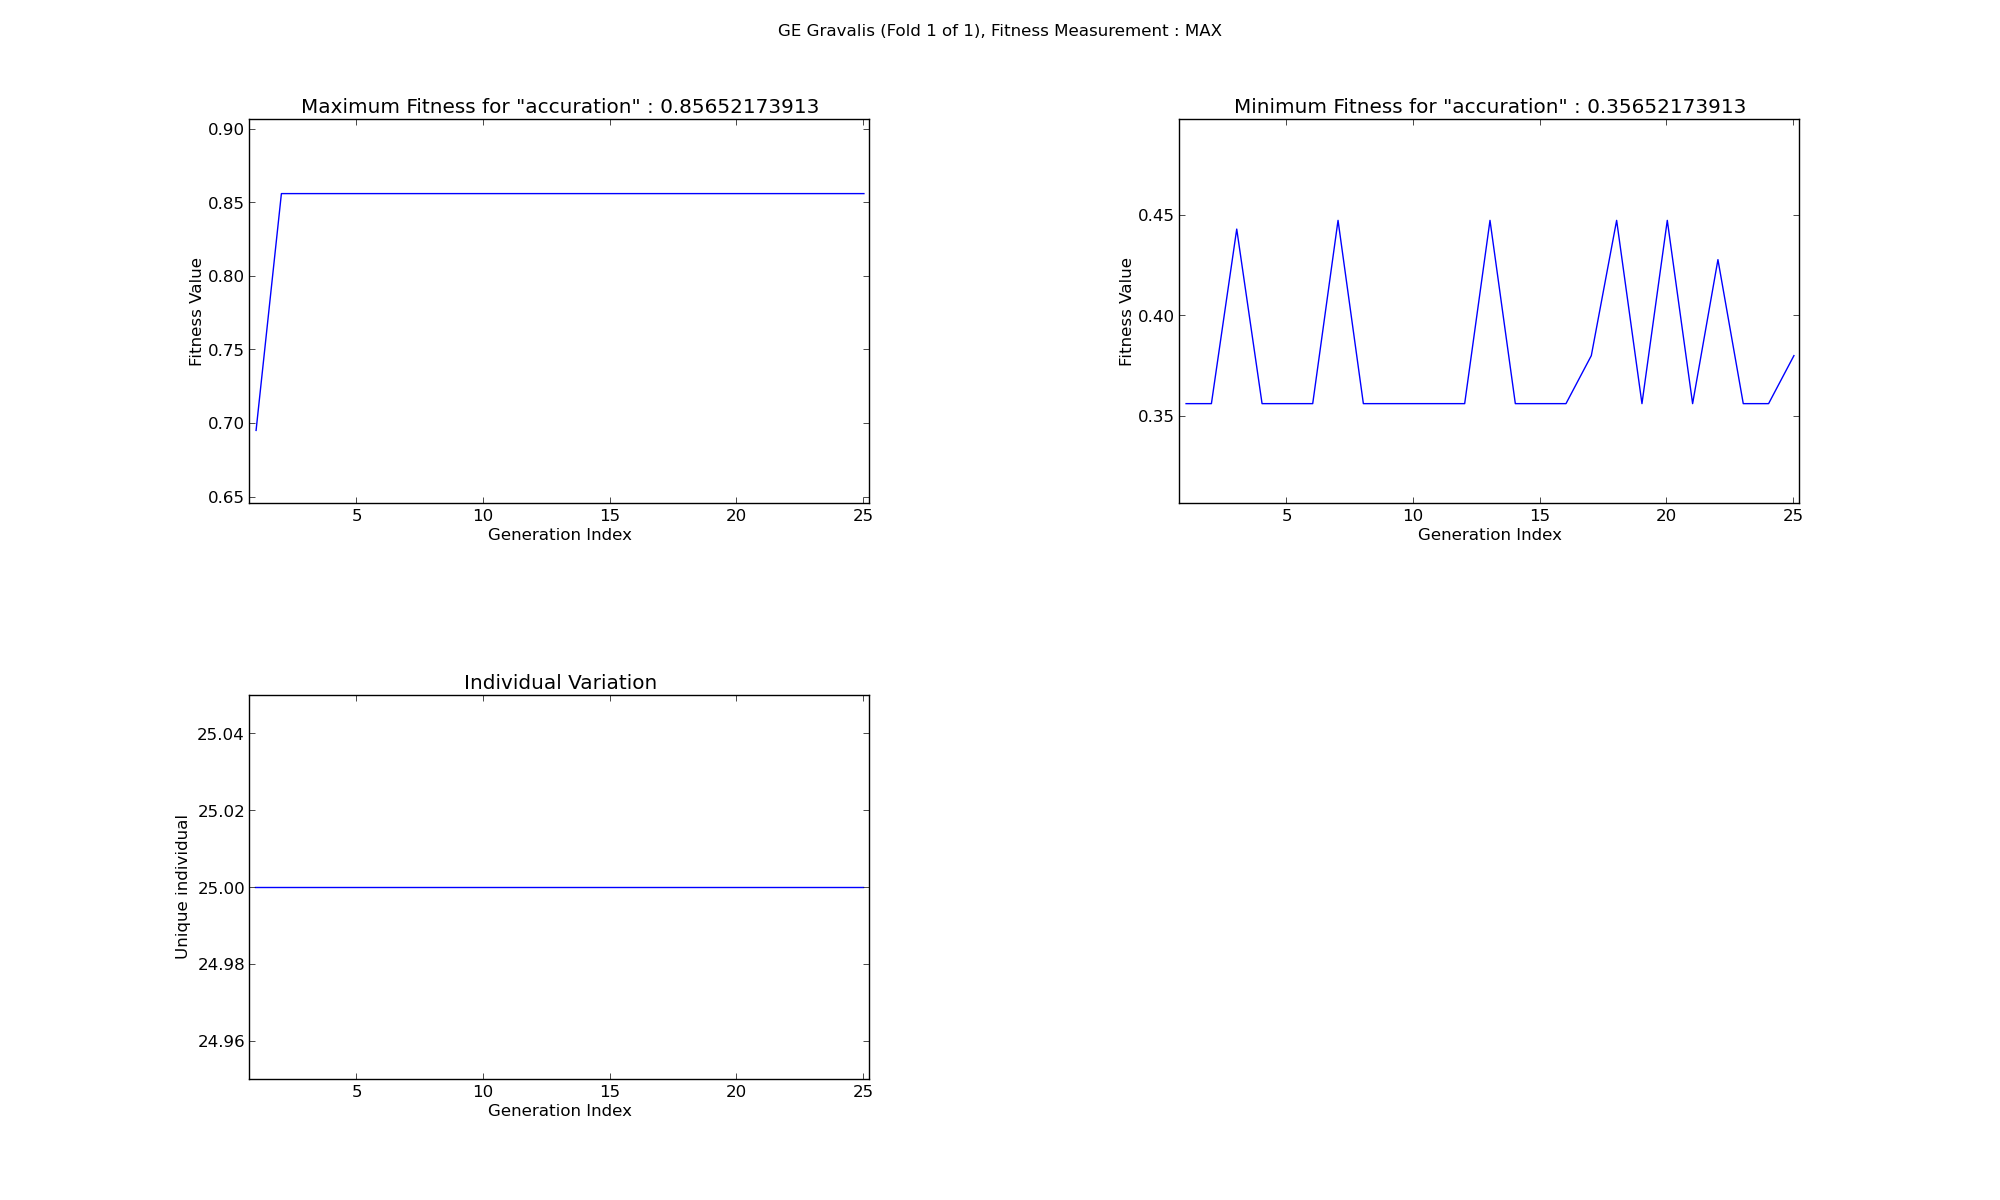 GE Gravalis (Fold 1 of 1), Fitness Measurement : MAX
Maximum Fitness for "accuration" : 0.85652173913
0.90
0.85
0.80
0.75
0.70
0.65
Fitness Value
5 10 15 20 25
Generation Index
Minimum Fitness for "accuration" : 0.35652173913
0.45
0.40
0.35
Fitness Value
5 10 15 20 25
Generation Index
Individual Variation
25.04
25.02
25.00
24.98
24.96
Unique individual
5 10 15 20 25
Generation Index